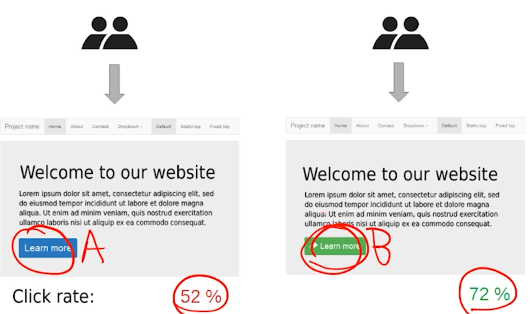 Project name Home About Contact Dropdown Default Static top Fixed top
Welcome to our website
Lorem ipsum dolor sit amet, consectetur adipiscing elit, sed
do eiusmod tempor incididunt ut labore et dolore magna
aliqua. Ut enim ad minim veniam, quis nostrud exercitation
ullamco laboris nisi ut aliquip ex ea commodo consequat.
Learn more A
Click rate: 52 %
Project name Home About Contact Dropdown Default Static top Fixed top
Welcome to our website
Lorem ipsum dolor sit amet, consectetur adipiscing elit, sed
do eiusmod tempor incididunt ut labore et dolore magna
aliqua. Ut enim ad minim veniam, quis nostrud exercitation
ullamco laboris nisi ut aliquip ex ea commodo consequat.
Learn more B
72 %